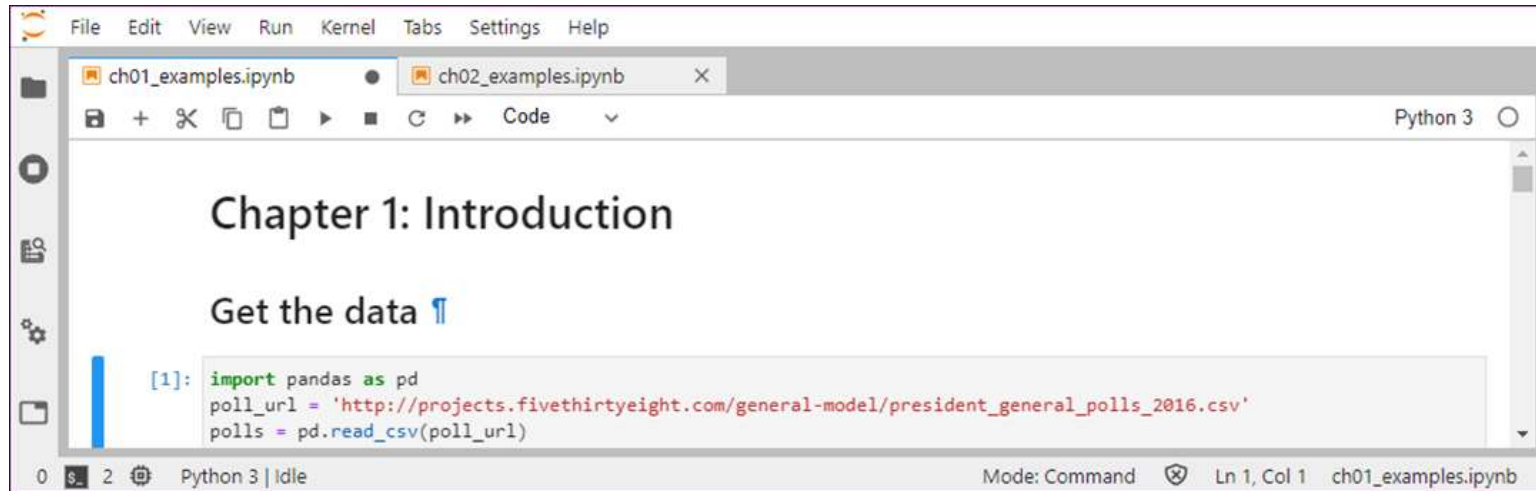 File Edit View Run Kernel Tabs Settings Help
ch01_examples.ipynb ch02_examples.ipynb
Code Python 3
Chapter 1: Introduction
Get the data ¶
[1]: import pandas as pd
poll_url = 'http://projects.fivethirtyeight.com/general-model/president_general_polls_2016.csv'
polls = pd.read_csv(poll_url)
0 $_ 2 Python 3 | Idle Mode: Command Ln 1, Col 1 ch01_examples.ipynb